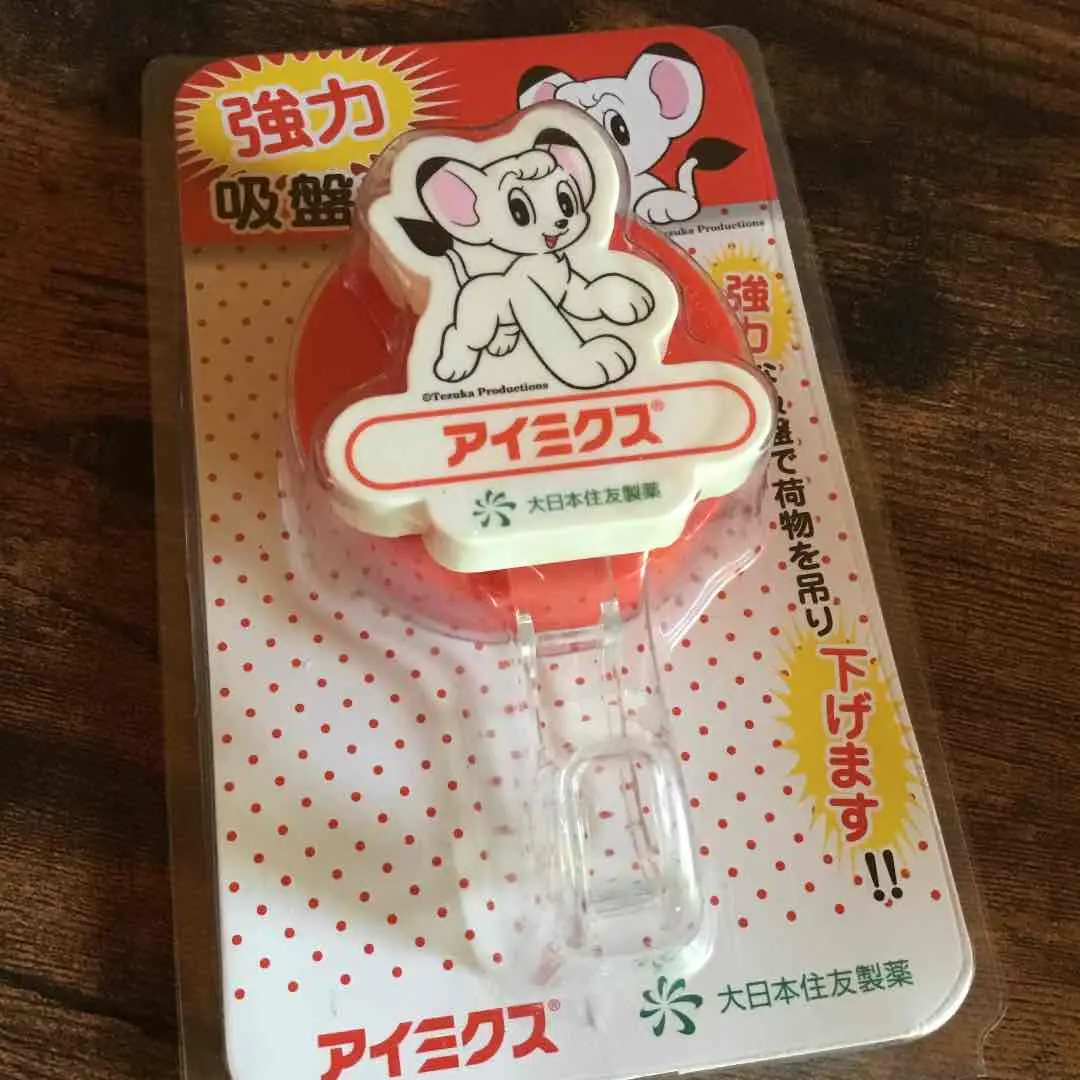 強力
吸盤
Tezuka Productions
©Tezuka Productions
アイミクス®
大日本住友製薬
強力な吸盤で荷物を吊り
下げます!!
アイミクス®
大日本住友製薬